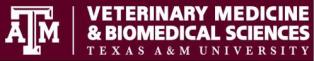 ATM
VETERINARY MEDICINE
& BIOMEDICAL SCIENCES
TEXAS A&M UNIVERSITY